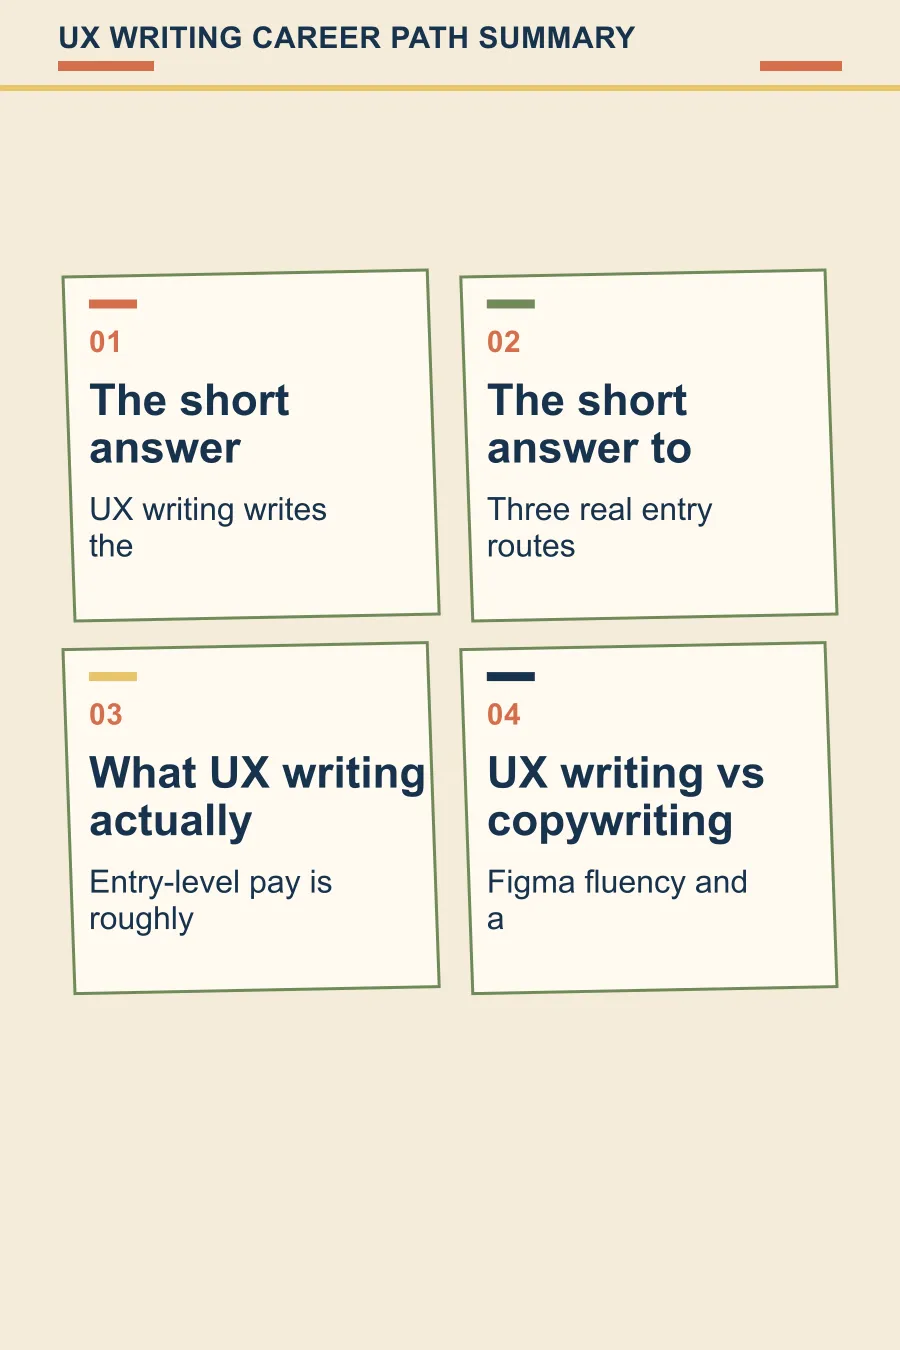 UX WRITING CAREER PATH SUMMARY
01
The short
answer
UX writing writes
the
02
The short
answer to
Three real entry
routes
03
What UX writing
actually
Entry-level pay is
roughly
04
UX writing vs
copywriting
Figma fluency and
a